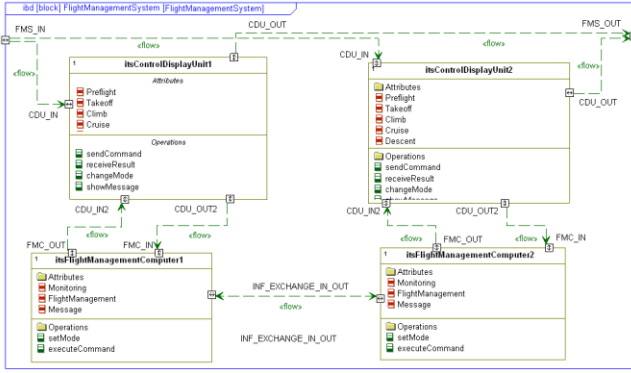 ibd [block] FlightManagementSystem [FlightManagementSystem]
FMS_IN
CDU_OUT
FMS_OUT
«flow»
«flow»
«flow»
«flow»
CDU_IN
CDU_IN
CDU_OUT
1
itsControlDisplayUnit1
Attributes
Preflight
Takeoff
Climb
Cruise
Operations
sendCommand
receiveResult
changeMode
showMessage
1
itsControlDisplayUnit2
Attributes
Preflight
Takeoff
Climb
Cruise
Descent
Operations
sendCommand
receiveResult
changeMode
CDU_IN2
CDU_OUT2
CDU_IN2
CDU_OUT2
FMC_OUT
«flow»
FMC_IN
«flow»
«flow»
FMC_OUT
«flow»
FMC_IN
1
itsFlightManagementComputer1
Attributes
Monitoring
FlightManagement
Message
Operations
setMode
executeCommand
INF_EXCHANGE_IN_OUT
«flow»
INF_EXCHANGE_IN_OUT
1
itsFlightManagementComputer2
Attributes
Monitoring
FlightManagement
Message
Operations
setMode
executeCommand